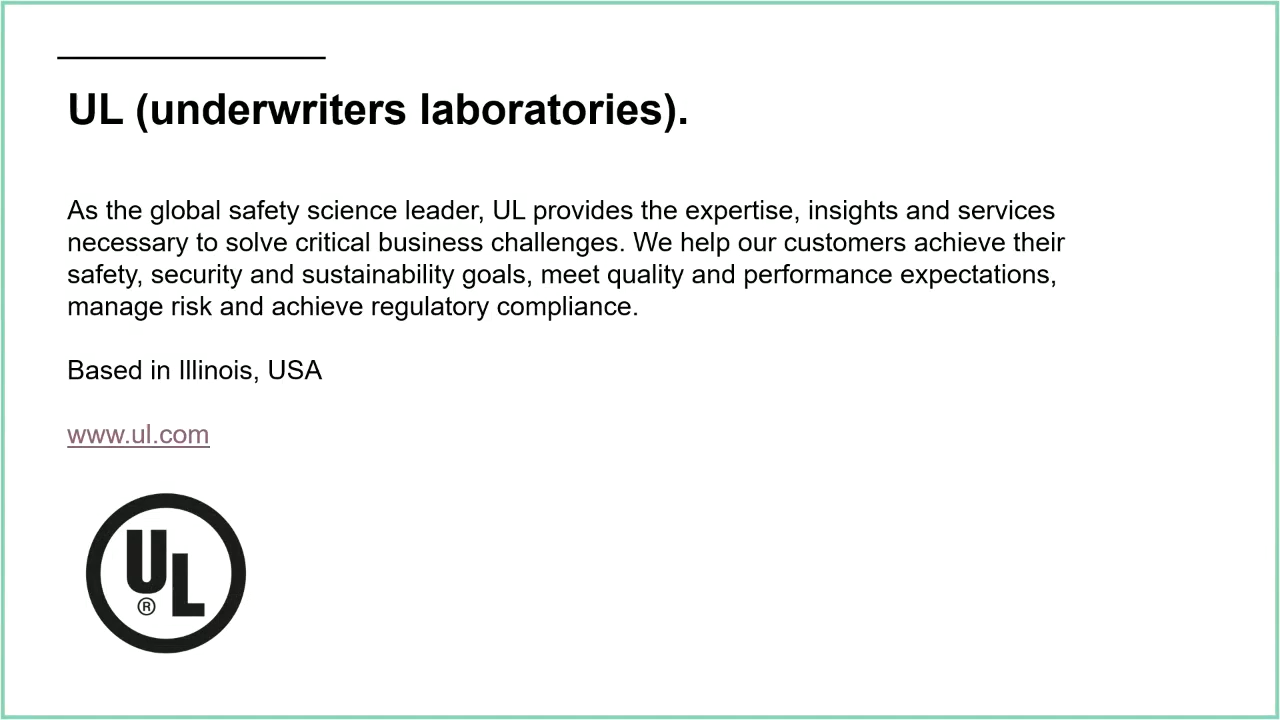 UL (underwriters laboratories).
As the global safety science leader, UL provides the expertise, insights and services
necessary to solve critical business challenges. We help our customers achieve their
safety, security and sustainability goals, meet quality and performance expectations,
manage risk and achieve regulatory compliance.
Based in Illinois, USA
www.ul.com
UL
®